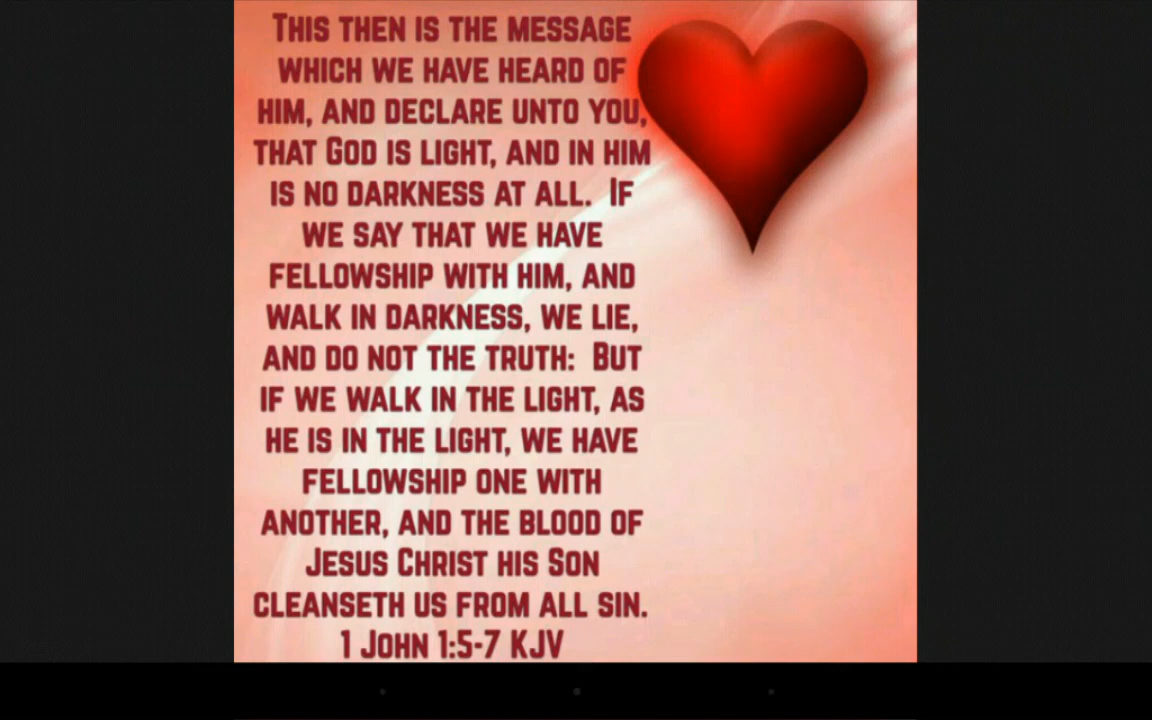 This then is the message
which we have heard of
him, and declare unto you,
that God is light, and in him
is no darkness at all.  If
we say that we have
fellowship with him, and
walk in darkness, we lie,
and do not the truth:  But
if we walk in the light, as
he is in the light, we have
fellowship one with
another, and the blood of
Jesus Christ his Son
cleanseth us from all sin.
1 John 1:5-7 KJV